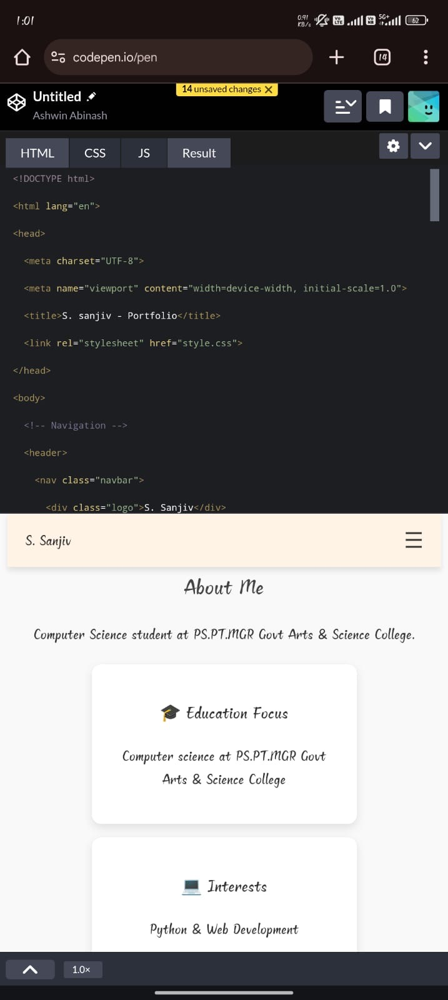 1:01
0.91
KB/s
Vo
LTE
Vo
NR
5G+
62
codepen.io/pen
14
Untitled
14 unsaved changes
Ashwin Abinash
HTML CSS JS Result
<!DOCTYPE html>
<html lang="en">
<head>
<meta charset="UTF-8">
<meta name="viewport" content="width=device-width, initial-scale=1.0">
<title>S. sanjiv - Portfolio</title>
<link rel="stylesheet" href="style.css">
</head>
<body>
<!-- Navigation -->
<header>
<nav class="navbar">
<div class="logo">S. Sanjiv</div>
S. Sanjiv
About Me
Computer Science student at PS.PT.MGR Govt Arts & Science College.
🎓 Education Focus
Computer science at PS.PT.MGR Govt
Arts & Science College
💻 Interests
Python & Web Development
1.0×